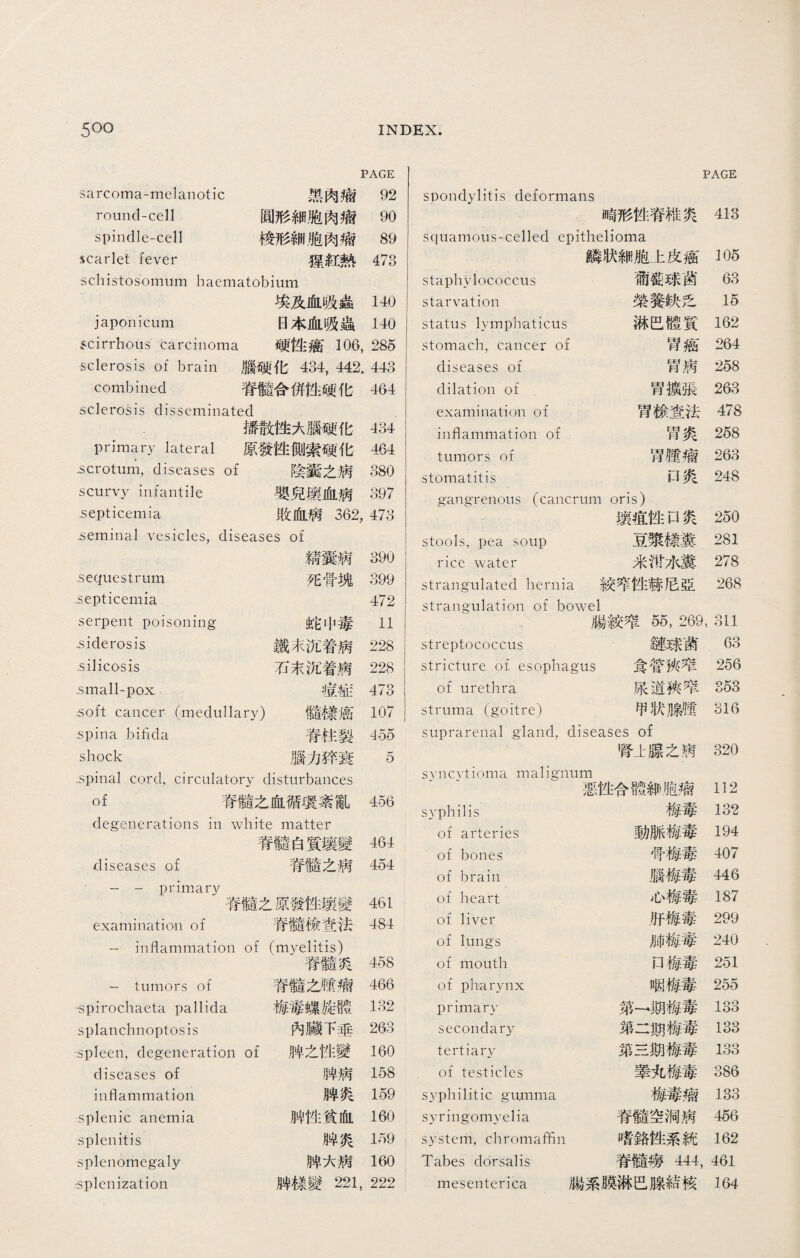 500
INDEX.
PAGE
sarcoma-melanotic 黑肉瘤 92
round-cell 圓形細胞肉瘤 90
spindle-cell 梭形細胞肉瘤 89
scarlet fever 猩紅熱 473
schistosomum haematobium
埃及血吸蟲 140
japonicum 日本血吸蟲 140
scirrhous carcinoma 硬性癌 106, 285
sclerosis of brain 腦硬化 434, 442. 443
combined 脊髓合併性硬化 464
sclerosis disseminated
播散性大腦硬化 434
primary lateral 原發性側索硬化 464
scrotum, diseases of 陰囊之病 380
scurvy infantile 嬰兒壞血病 397
septicemia 敗血病 362, 473
seminal vesicles, diseases of
精囊病 390
sequestrum 死骨塊 399
septicemia 472
serpent poisoning 蛇中毒 11
siderosis 鐵末沉着病 228
silicosis 石末沉着病 228
small-pox 痘症 473
soft cancer (medullary) 髓樣癌 107
spina bifida 脊柱裂 455
shock 腦力猝衰 5
spinal cord, circulatory disturbances
of 脊髓之血循環紊亂 456
degenerations in white matter
脊髓白質壞變 464
diseases of 脊髓之病 454
– – primary
脊髓之原發性壞變 461
examination of 脊髓檢查法 484
– inflammation of (myelitis)
脊髓炎 458
– tumors of 脊髓之腫瘤 466
spirochaeta pallida 梅毒螺旋體 132
splanchnoptosis 內臟下垂 263
spleen, degeneration of 脾之性變 160
diseases of 脾病 158
inflammation 脾炎 159
splenic anemia 脾性貧血 160
splenitis 脾炎 159
splenomegaly 脾大病 160
splenization 脾樣變 221, 222
PAGE
spondylitis deformans
畸形性脊椎炎 413
squamous-celled epithelioma
鱗狀細胞上皮癌 105
staphylococcus 葡萄球菌 63
starvation 榮養缺乏 15
status lymphaticus 淋巴體質 162
stomach, cancer of 胃癌 264
diseases of 胃病 258
dilation of 胃擴張 263
examination of 胃檢查法 478
inflammation of 胃炎 258
tumors of 胃腫瘤 263
stomatitis 口炎 248
gangrenous (cancrum oris)
壞疽性口炎 250
stools, pea soup 豆漿樣糞 281
rice water 米泔水糞 278
strangulated hernia 絞窄性赫尼亞 268
strangulation of bowel
腸絞窄 55, 269, 311
streptococcus 鏈球菌 63
stricture of esophagus 食管狹窄 256
of urethra 尿道狹窄 353
struma (goitre) 甲狀腺腫 316
suprarenal gland, diseases of
腎上腺之病 320
syncytioma malignum
惡性合體細胞瘤 112
syphilis 梅毒 132
of arteries 動脈梅毒 194
of bones 骨梅毒 407
of brain 腦梅毒 446
of heart 心梅毒 187
of liver 肝梅毒 299
of lungs 肺梅毒 240
of mouth 口梅毒 251
of pharynx 咽梅毒 255
primary 第一期梅毒 133
secondary 第二期梅毒 133
tertiary 第三期梅毒 133
of testicles 睾丸梅毒 386
syphilitic gumma 梅毒瘤 133
syringomyelia 脊髓空洞病 456
system, chromaffin 嗜鉻性系統 162
Tabes dorsalis 脊髓癆 444, 461
mesenterica 腸系膜淋巴腺結核 164